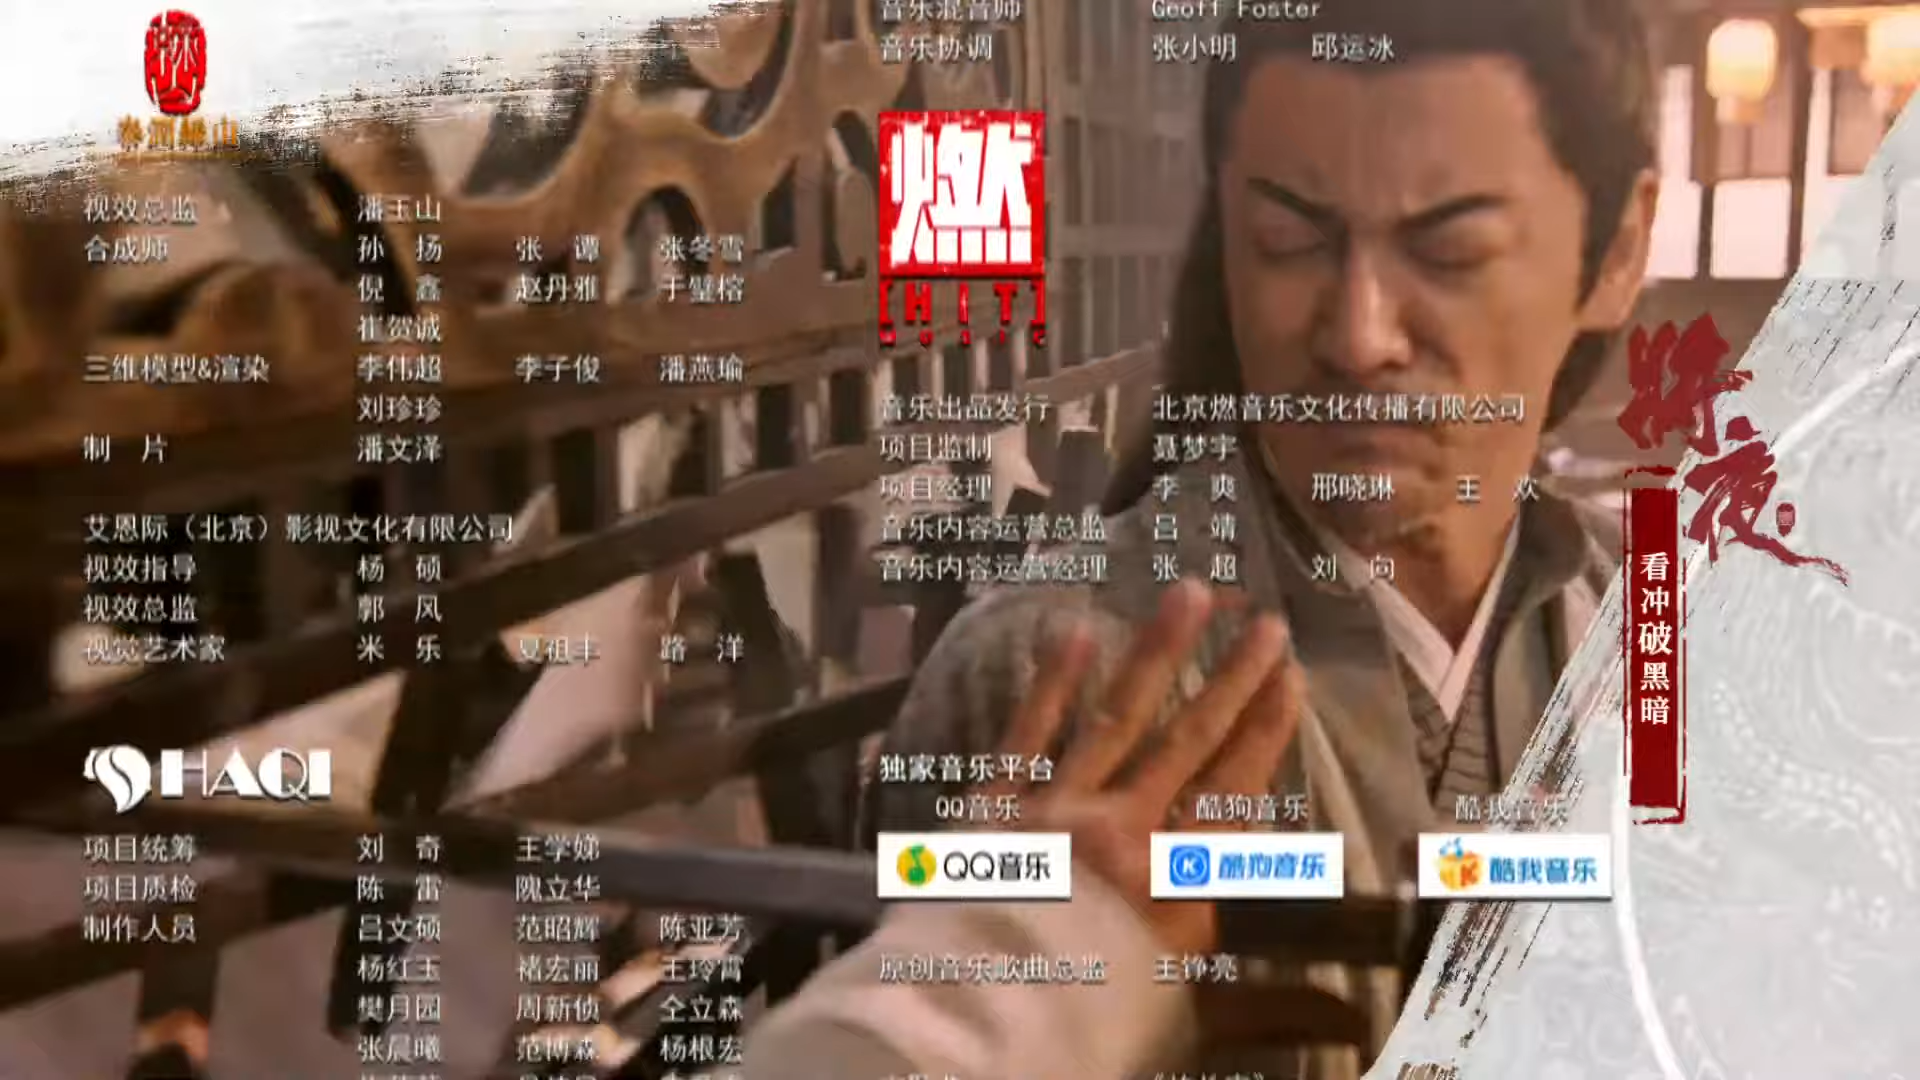 视效总监 潘玉山
合成师 孙 扬 张 谭 张冬雪
倪 鑫 赵丹雅 于璧榕
崔贺诚
三维模型&渲染 李伟超 李子俊 潘燕瑜
刘珍珍
制 片 潘文泽
艾恩际（北京）影视文化有限公司
视效指导 杨 硕
视效总监 郭 凤
视觉艺术家 米 乐 夏祖丰 路 洋
SHAQI
项目统筹 刘 奇 王学娣
项目质检 陈 雷 隗立华
制作人员 吕文硕 范昭辉 陈亚芳
杨红玉 褚宏丽 王玲霄
樊月园 周新侦 仝立森
张晨曦 范博森 杨根宏
音乐混音师 Geoff Foster
音乐协调 张小明 邱运冰
燃
[HIT]
MUSIC
音乐出品发行 北京燃音乐文化传播有限公司
项目监制 聂梦宇
项目经理 李 爽 邢晓琳 王 欢
音乐内容运营总监 吕 靖
音乐内容运营经理 张 超 刘 向
独家音乐平台
QQ音乐 酷狗音乐 酷我音乐
QQ音乐 酷狗音乐 酷我音乐
原创音乐歌曲总监 王铮亮
将夜
看冲破黑暗